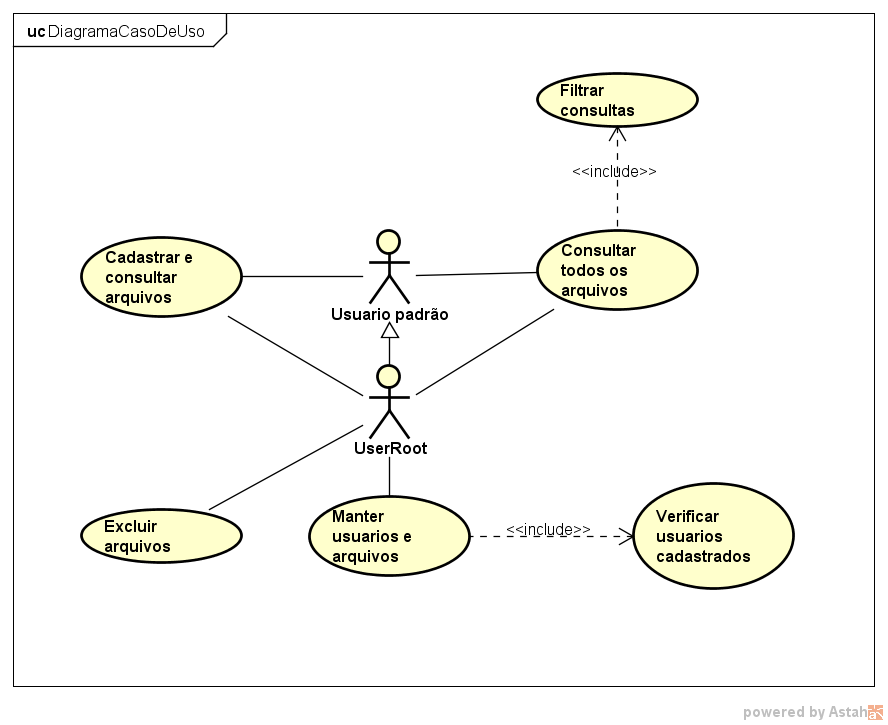 uc DiagramaCasoDeUso
Filtrar
consultas
<<include>>
Cadastrar e
consultar
arquivos
Usuario padrão
Consultar
todos os
arquivos
UserRoot
Excluir
arquivos
Manter
usuarios e
arquivos
<<include>>
Verificar
usuarios
cadastrados
powered by Astah